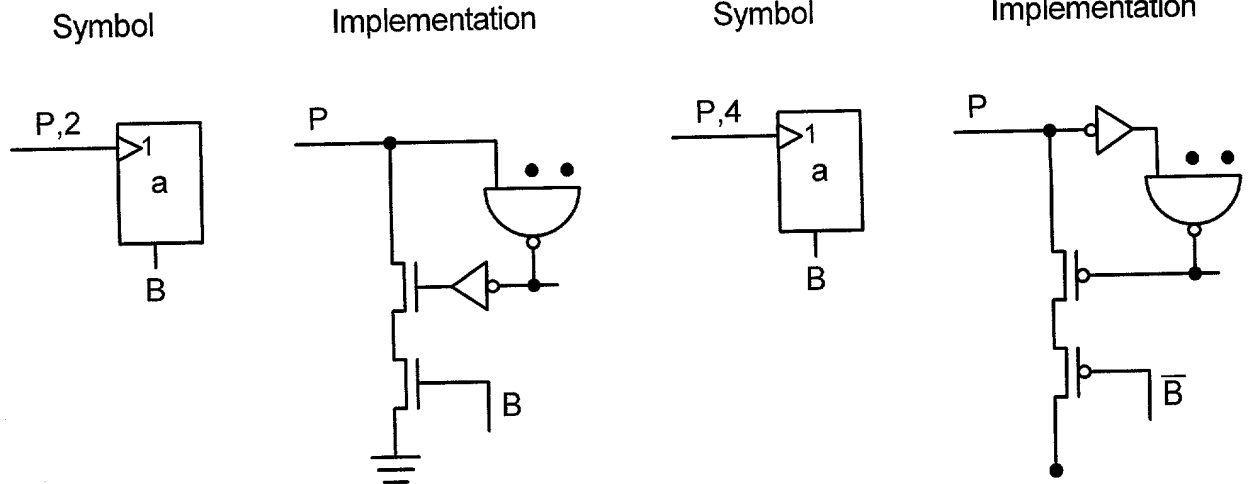 Symbol
Implementation
Symbol
Implementation
P,2
1
a
B
P
B
P,4
1
a
B
P
B̅